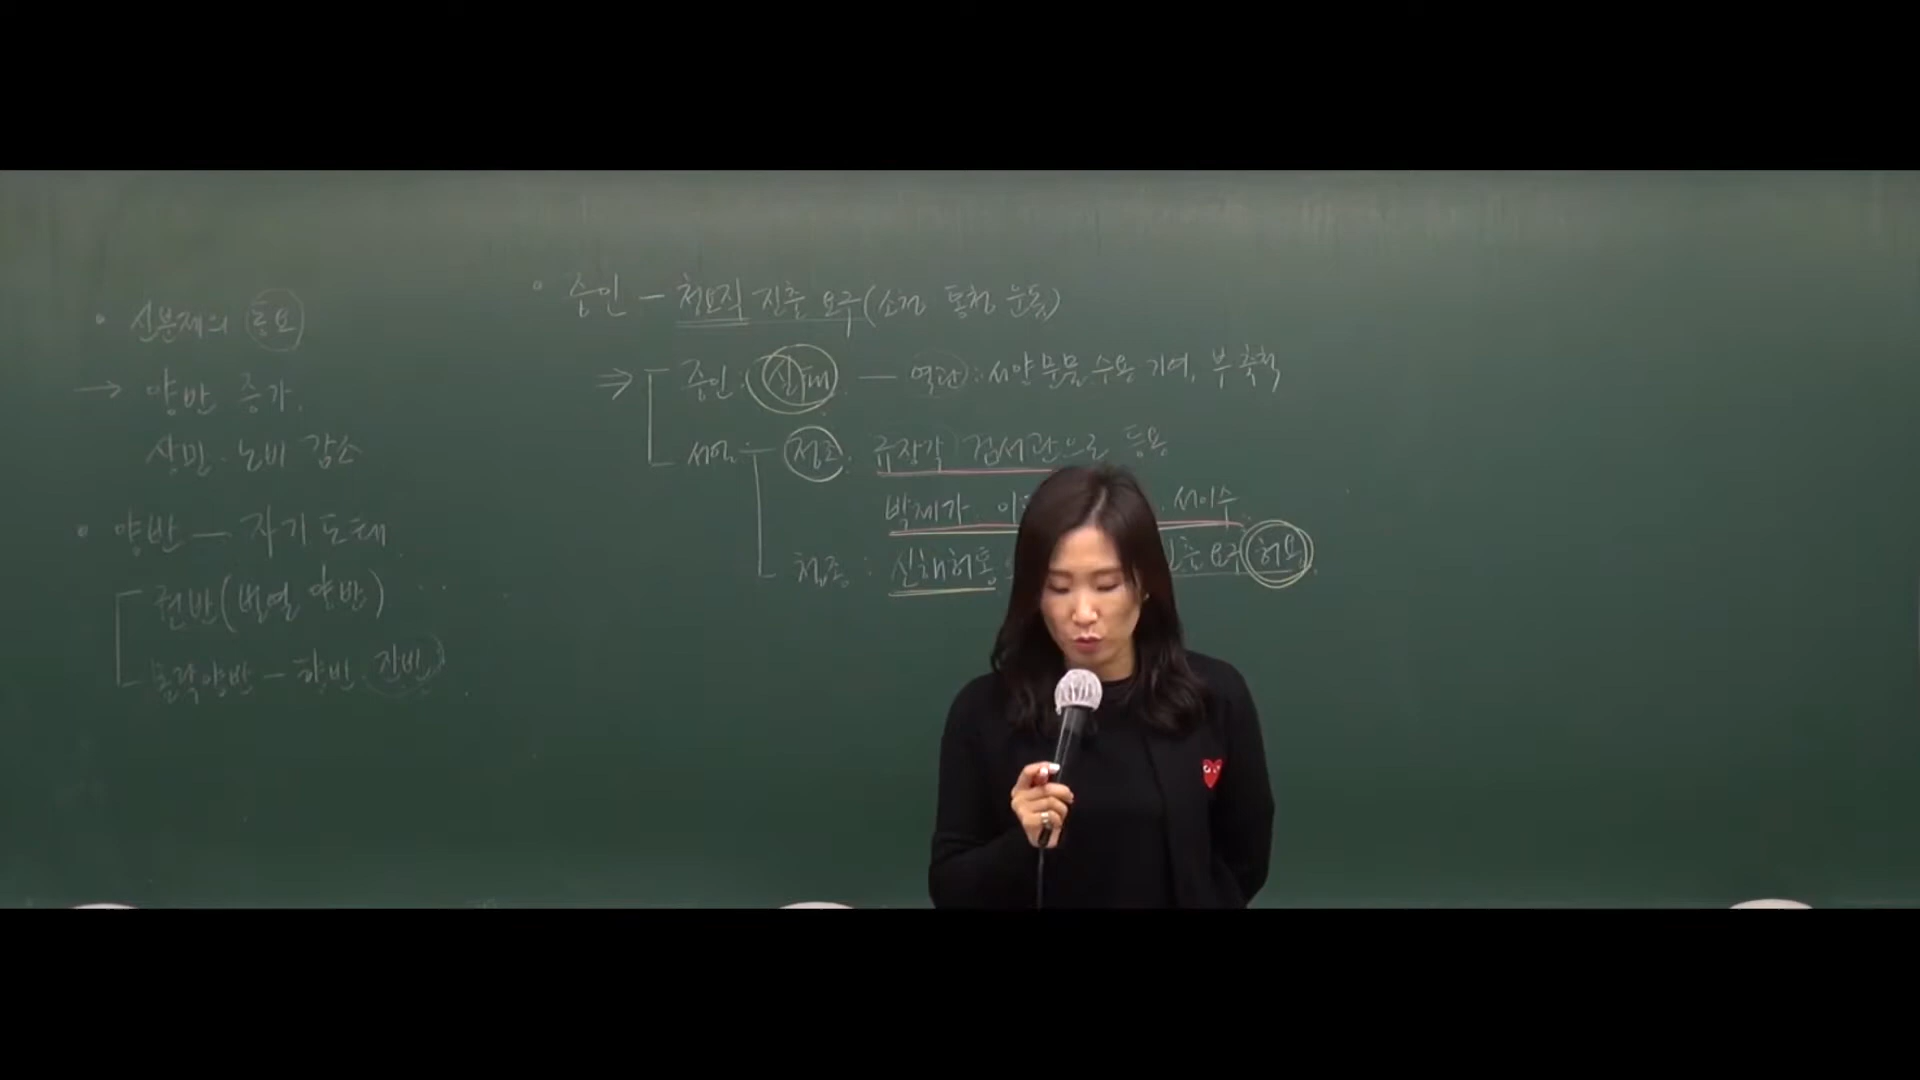 • 신분제의 동요
→ 양반 증가.
상민·노비 감소
• 양반 — 자기 도태
권반(벌열 양반)
몰락양반 — 향반·잔반
• 중인 — 청요직 진출 요구(소청 통청 운동)
⇒ 중인: 실패 — 역관: 서양 문물 수용 기여, 부 축적
서얼 정조: 규장각 검서관으로 등용
박제가, 서이수
철종: 신해허통 요구 허용